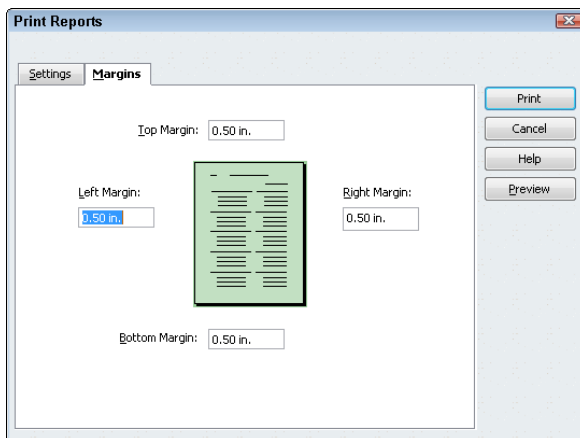 Print Reports
Settings
Margins
Top Margin: 0.50 in.
Left Margin:
0.50 in.
Right Margin:
0.50 in.
Bottom Margin: 0.50 in.
Print
Cancel
Help
Preview